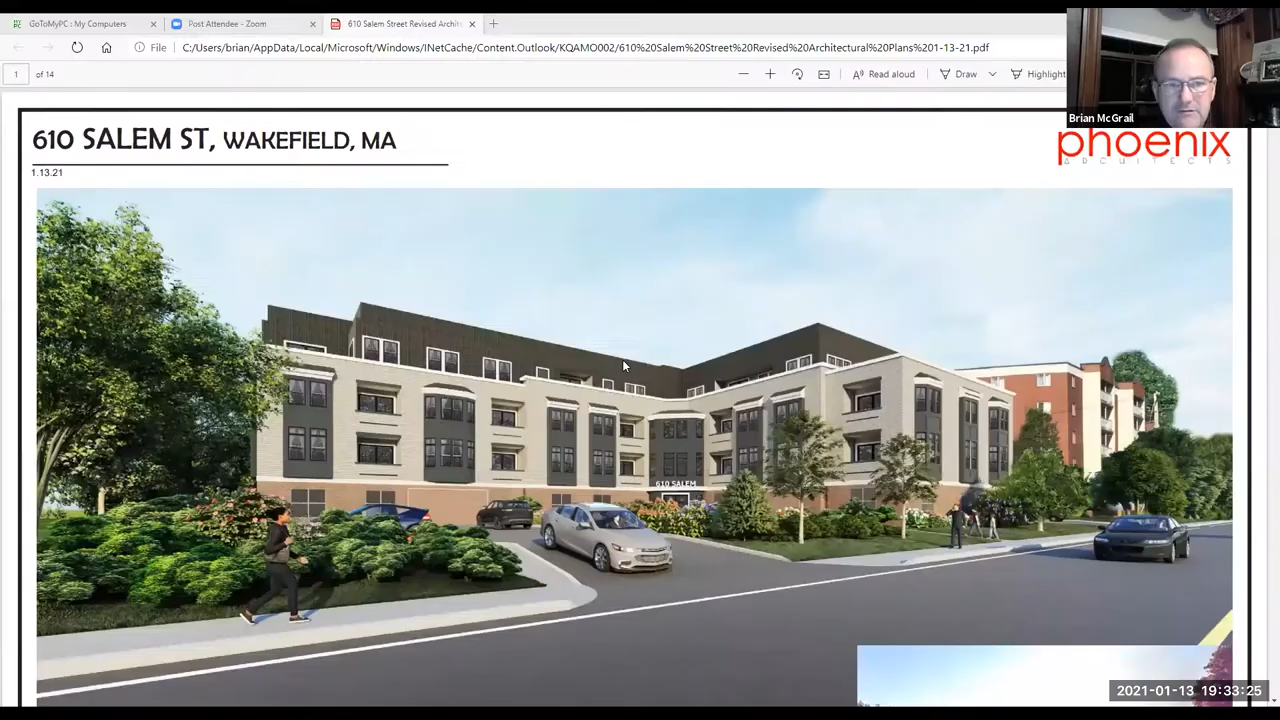 GoToMyPC : My Computers
Post Attendee - Zoom
610 Salem Street Revised Archit
File
C:/Users/brian/AppData/Local/Microsoft/Windows/INetCache/Content.Outlook/KQAMO002/610%20Salem%20Street%20Revised%20Architectural%20Plans%201-13-21.pdf
1 of 14
Read aloud
Draw
Highlight
Brian McGrail
610 SALEM ST, WAKEFIELD, MA
1.13.21
phoenix
ARCHITECTS
610 SALEM
2021-01-13 19:33:25